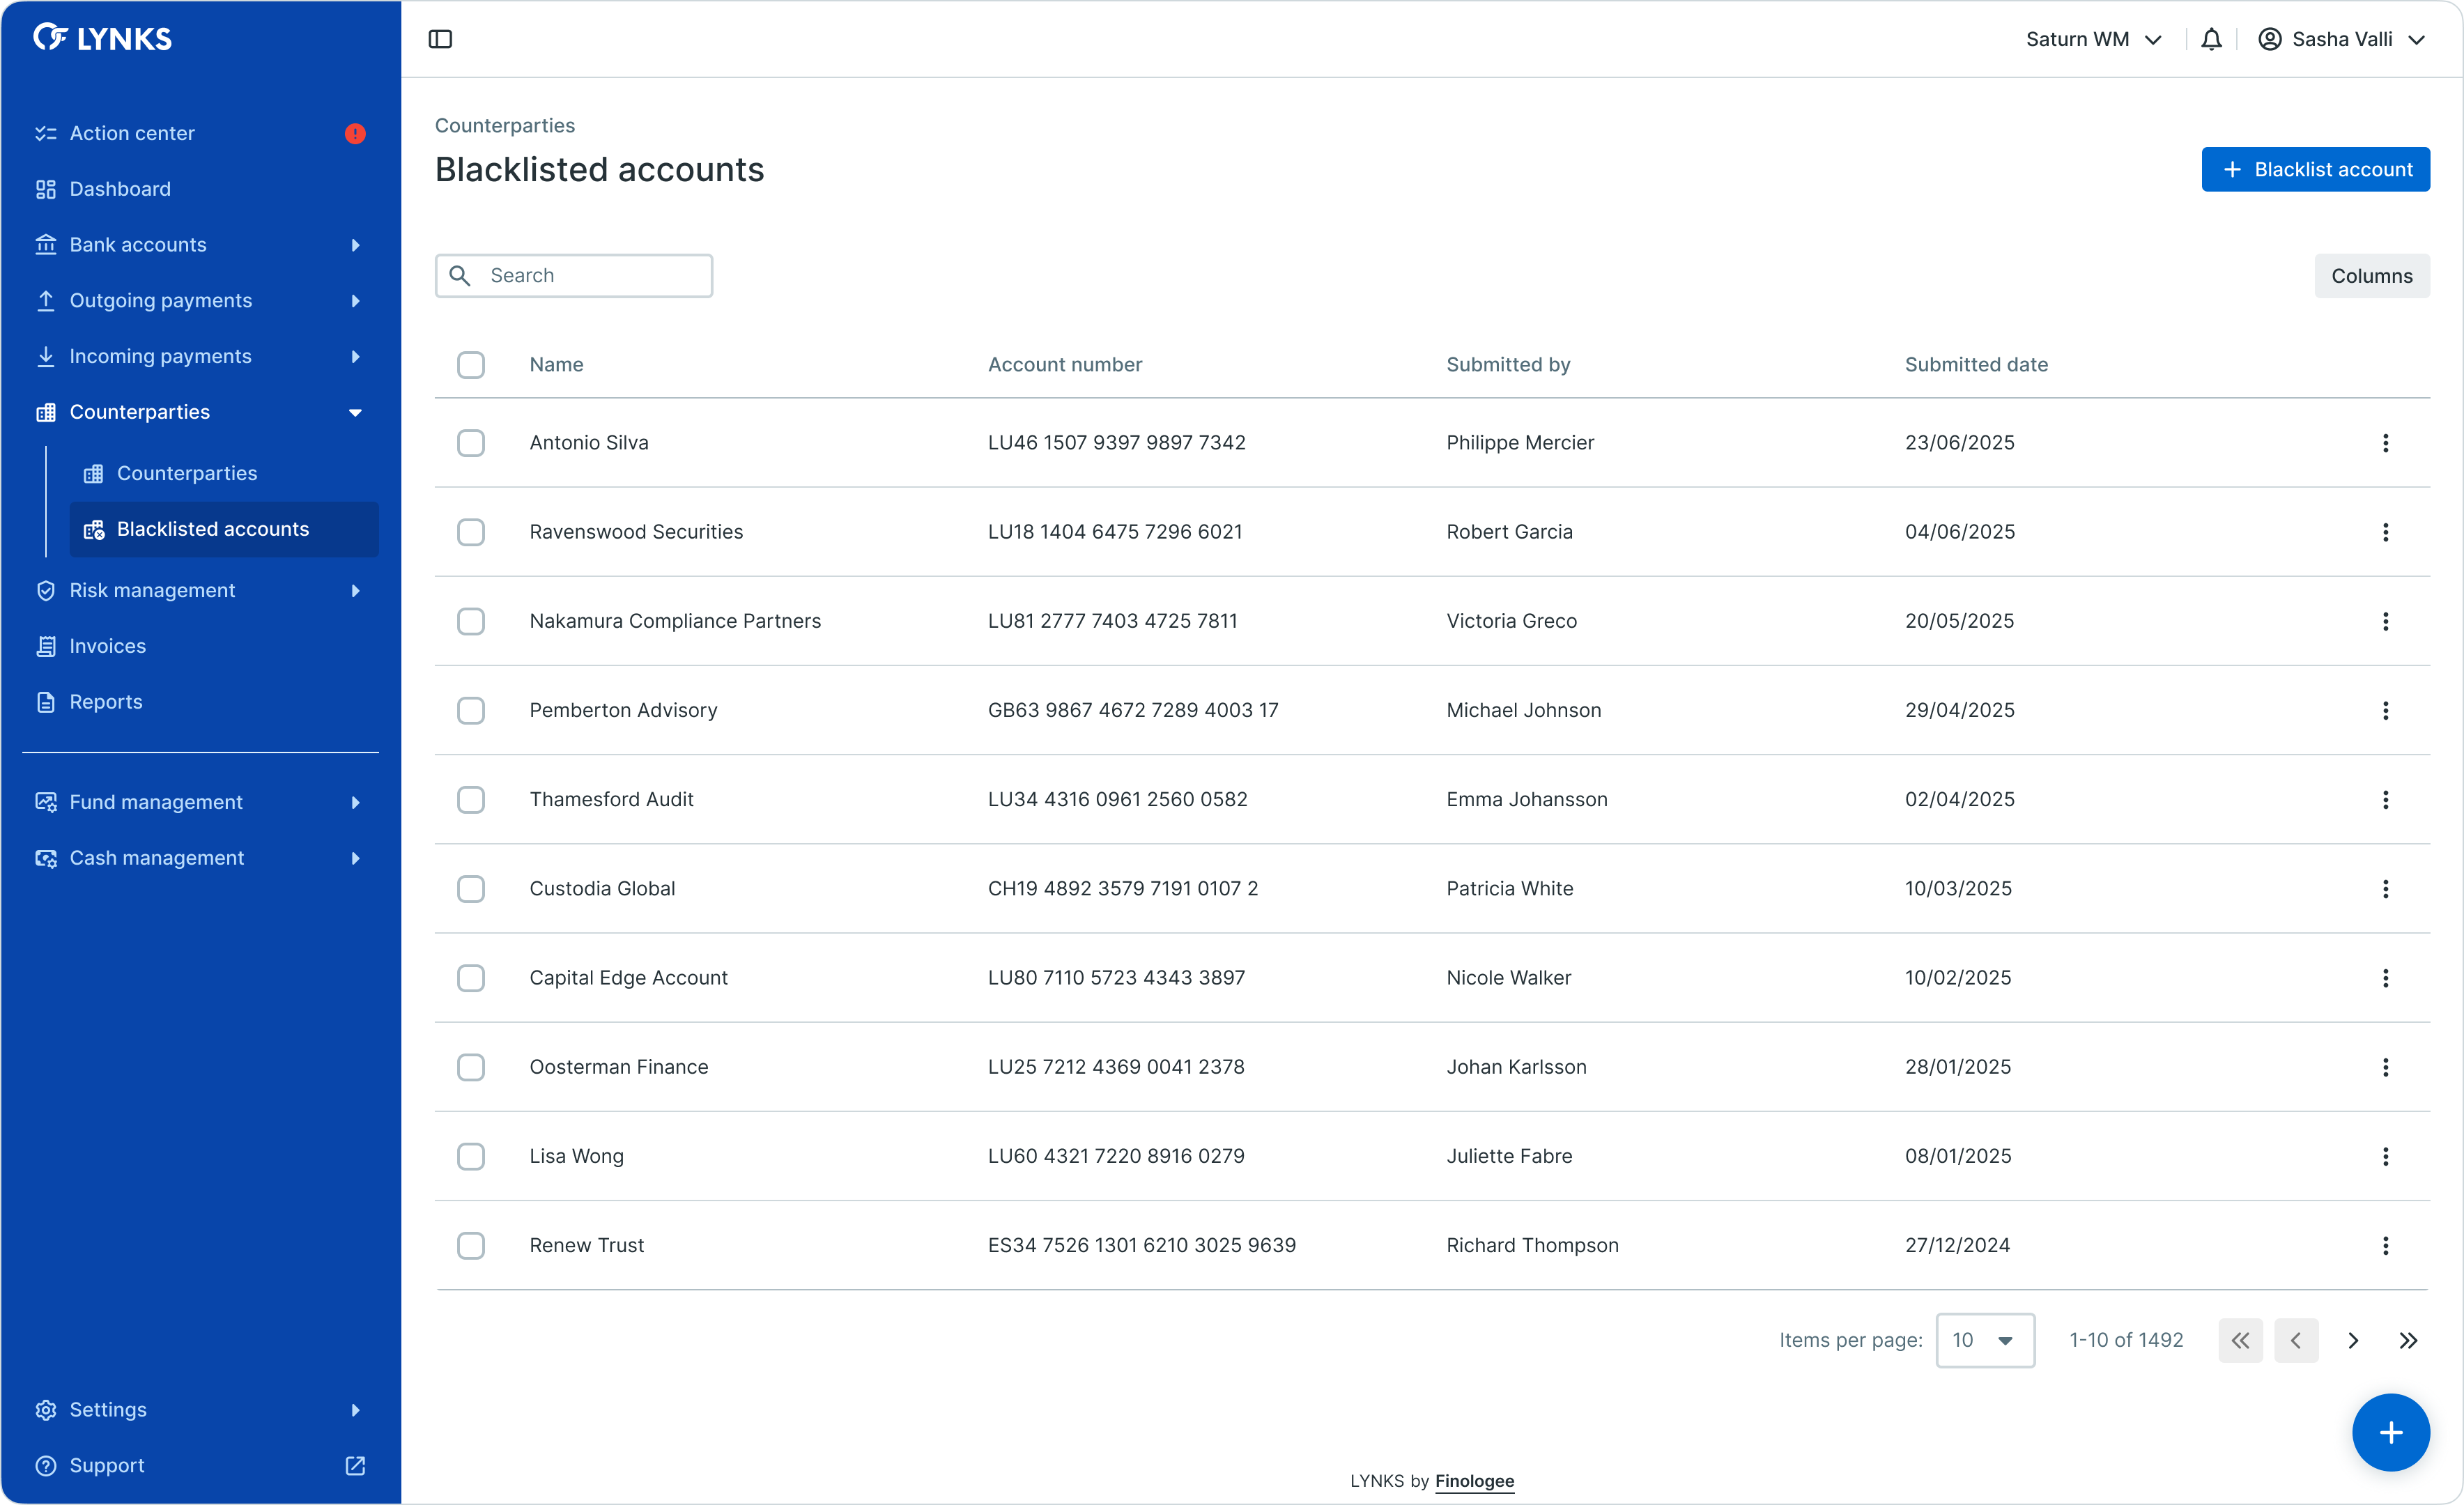 LYNKS
Saturn WM
Sasha Valli
Action center
Dashboard
Bank accounts
Outgoing payments
Incoming payments
Counterparties
Counterparties
Blacklisted accounts
Risk management
Invoices
Reports
Fund management
Cash management
Settings
Support
Counterparties
Blacklisted accounts
+ Blacklist account
Search
Columns
Name Account number Submitted by Submitted date
Antonio Silva LU46 1507 9397 9897 7342 Philippe Mercier 23/06/2025
Ravenswood Securities LU18 1404 6475 7296 6021 Robert Garcia 04/06/2025
Nakamura Compliance Partners LU81 2777 7403 4725 7811 Victoria Greco 20/05/2025
Pemberton Advisory GB63 9867 4672 7289 4003 17 Michael Johnson 29/04/2025
Thamesford Audit LU34 4316 0961 2560 0582 Emma Johansson 02/04/2025
Custodia Global CH19 4892 3579 7191 0107 2 Patricia White 10/03/2025
Capital Edge Account LU80 7110 5723 4343 3897 Nicole Walker 10/02/2025
Oosterman Finance LU25 7212 4369 0041 2378 Johan Karlsson 28/01/2025
Lisa Wong LU60 4321 7220 8916 0279 Juliette Fabre 08/01/2025
Renew Trust ES34 7526 1301 6210 3025 9639 Richard Thompson 27/12/2024
Items per page: 10 1-10 of 1492
LYNKS by Finologee